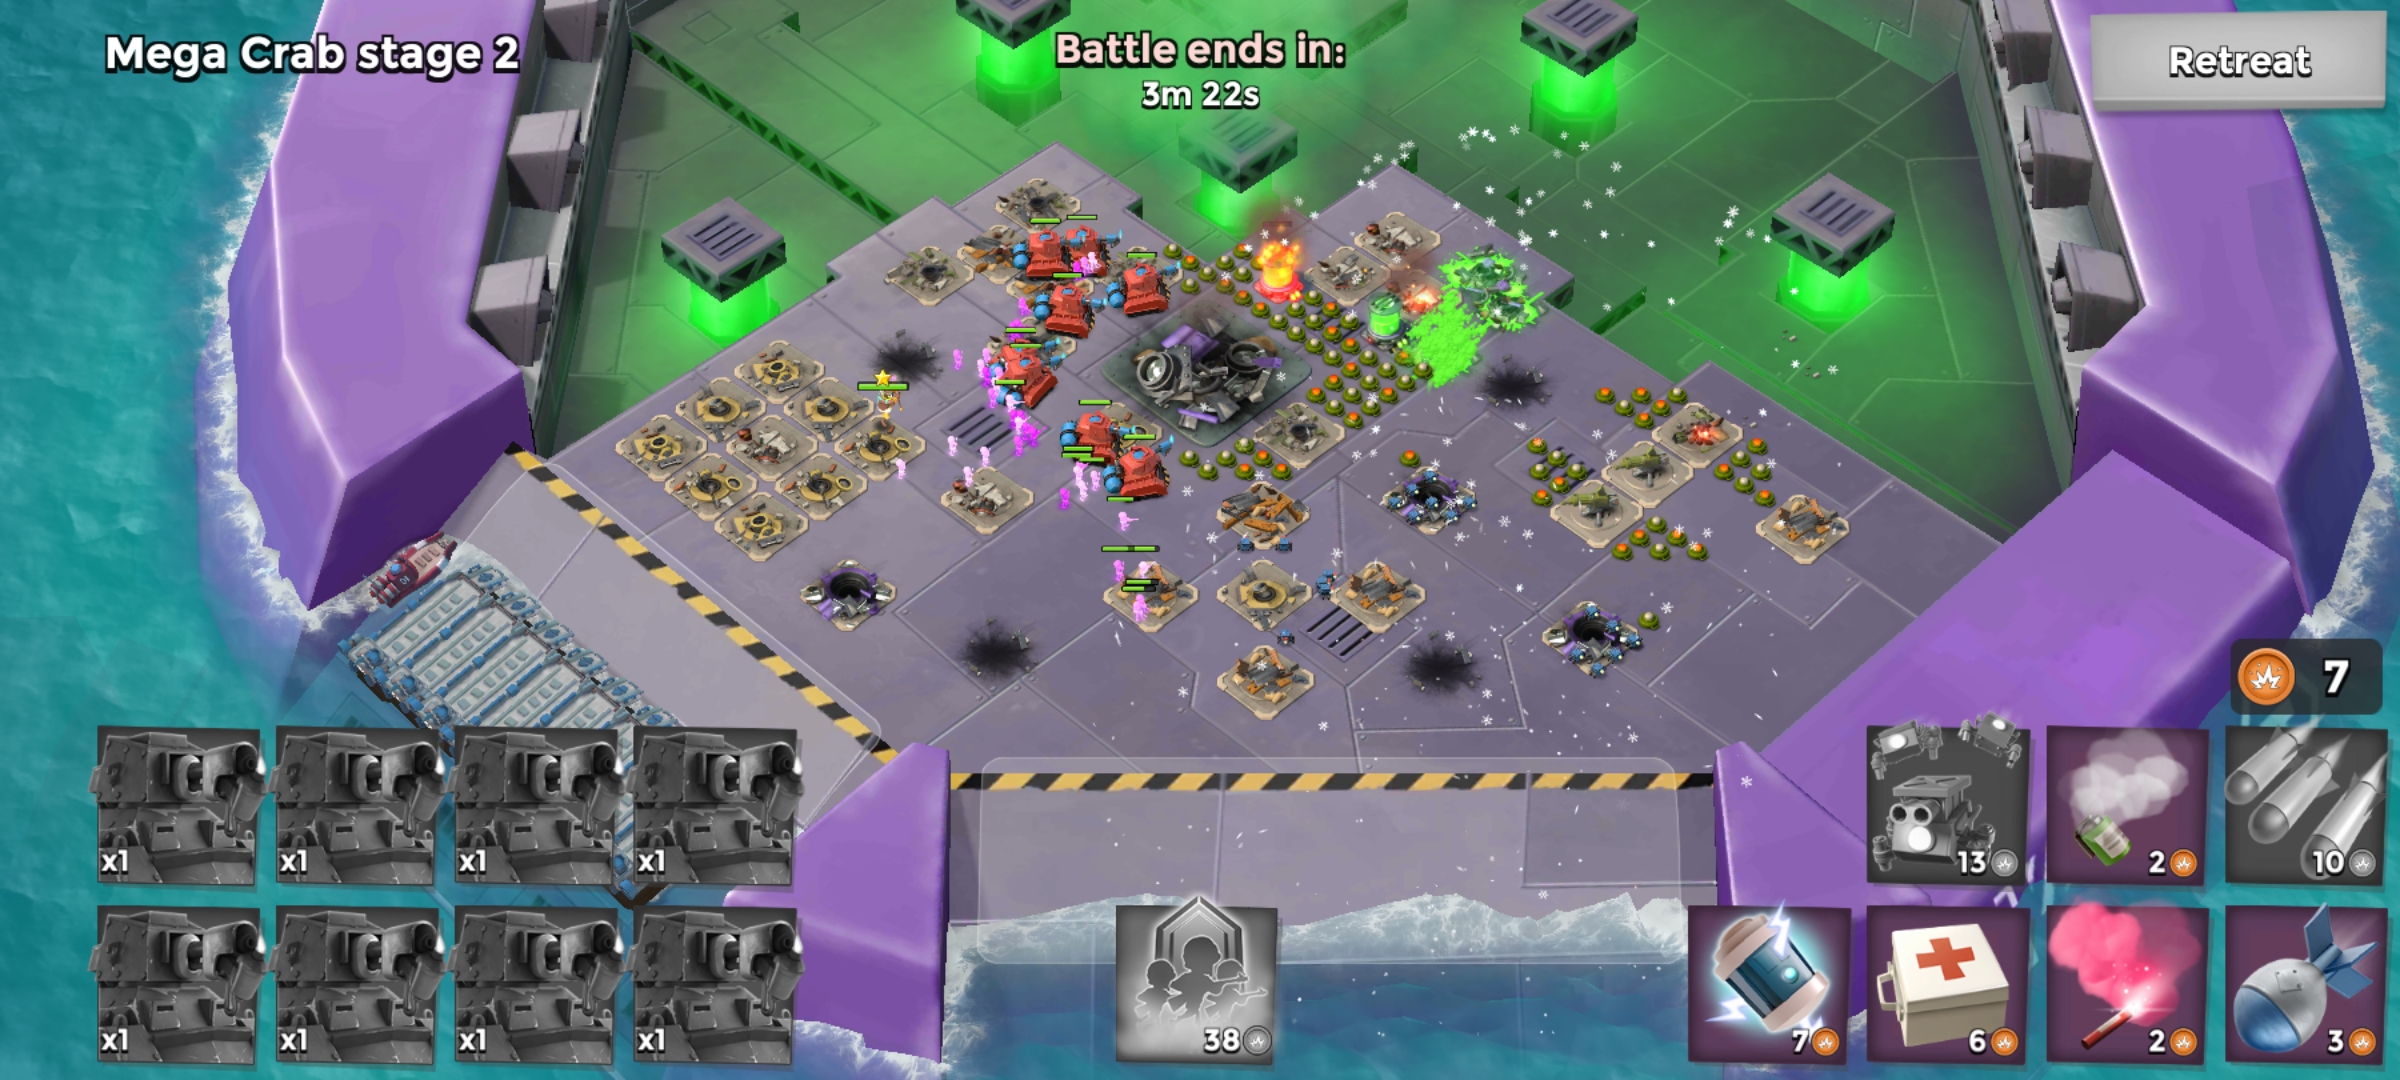 Mega Crab stage 2
Battle ends in:
3m 22s
Retreat
7
x1
x1
x1
x1
13
2
10
x1
x1
x1
x1
38
7
6
2
3